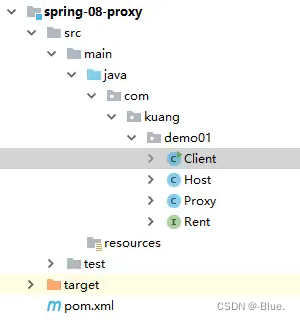 spring-08-proxy
src
main
java
com
kuang
demo01
C Client
C Host
C Proxy
I Rent
resources
test
target
m pom.xml
CSDN @-Blue.